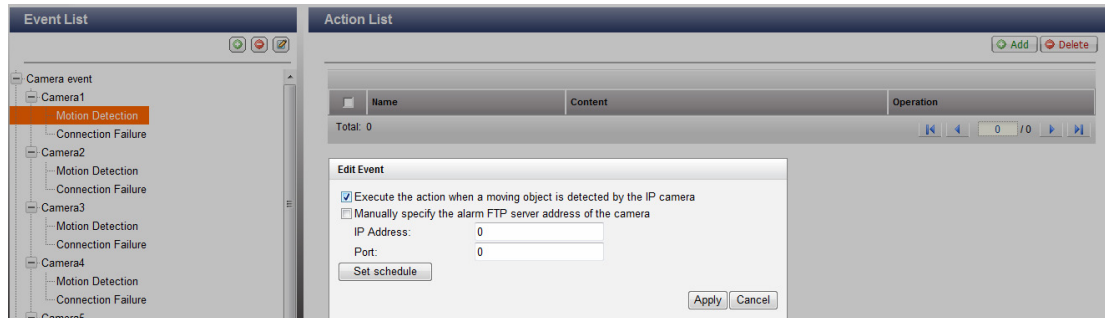 Event List
Action List
Add
Delete
Camera event
Camera1
Motion Detection
Connection Failure
Camera2
Motion Detection
Connection Failure
Camera3
Motion Detection
Connection Failure
Camera4
Motion Detection
Connection Failure
Camera5
Name Content Operation
Total: 0
0 / 0
Edit Event
Execute the action when a moving object is detected by the IP camera
Manually specify the alarm FTP server address of the camera
IP Address: 0
Port: 0
Set schedule
Apply Cancel